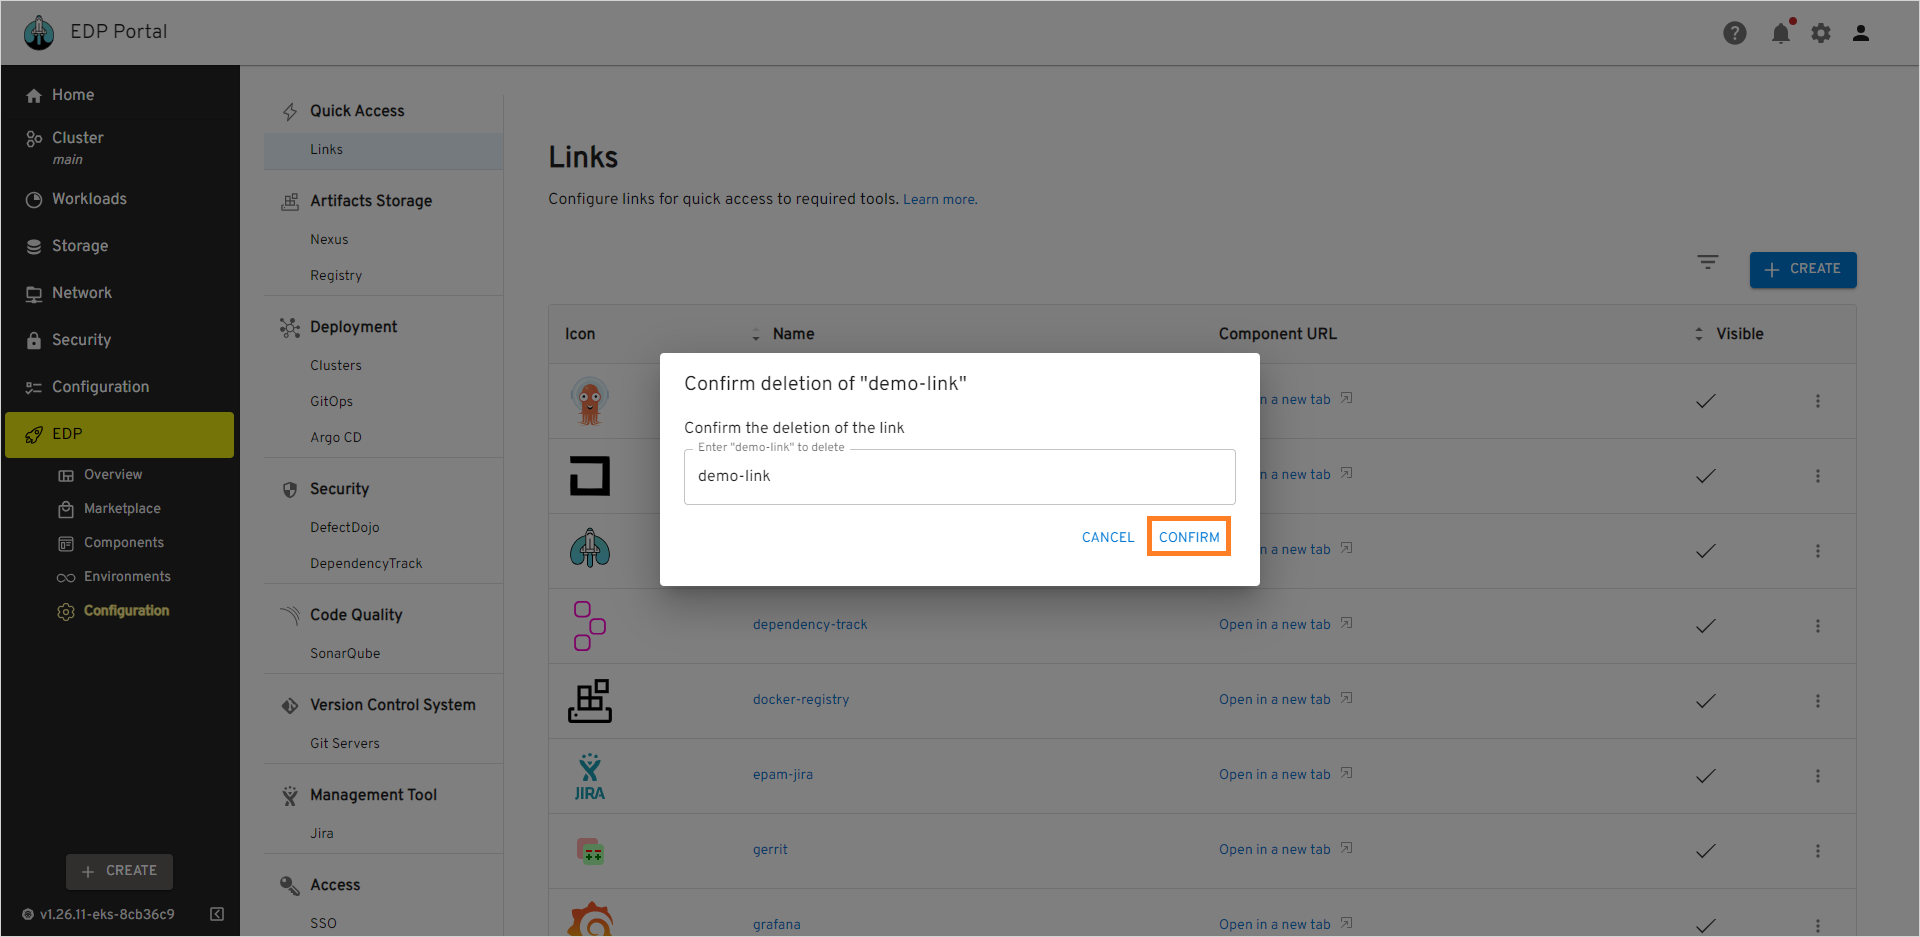 EDP Portal
Home
Cluster
main
Workloads
Storage
Network
Security
Configuration
EDP
Overview
Marketplace
Components
Environments
Configuration
CREATE
v1.26.11-eks-8cb36c9
Quick Access
Links
Artifacts Storage
Nexus
Registry
Deployment
Clusters
GitOps
Argo CD
Security
DefectDojo
DependencyTrack
Code Quality
SonarQube
Version Control System
Git Servers
Management Tool
Jira
Access
SSO
Links
Configure links for quick access to required tools. Learn more.
CREATE
Icon Name Component URL Visible
n a new tab
n a new tab
n a new tab
Confirm deletion of "demo-link"
Confirm the deletion of the link
Enter "demo-link" to delete
demo-link
CANCEL CONFIRM
dependency-track Open in a new tab
docker-registry Open in a new tab
JIRA epam-jira Open in a new tab
gerrit Open in a new tab
grafana Open in a new tab